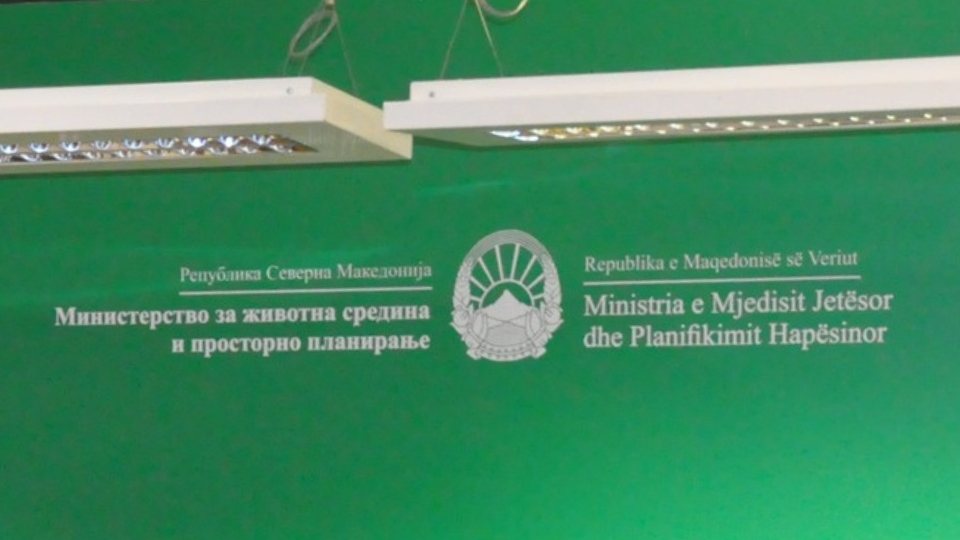 Република Северна Македонија
Министерство за животна средина
и просторно планирање
Republika e Maqedonisë së Veriut
Ministria e Mjedisit Jetësor
dhe Planifikimit Hapësinor